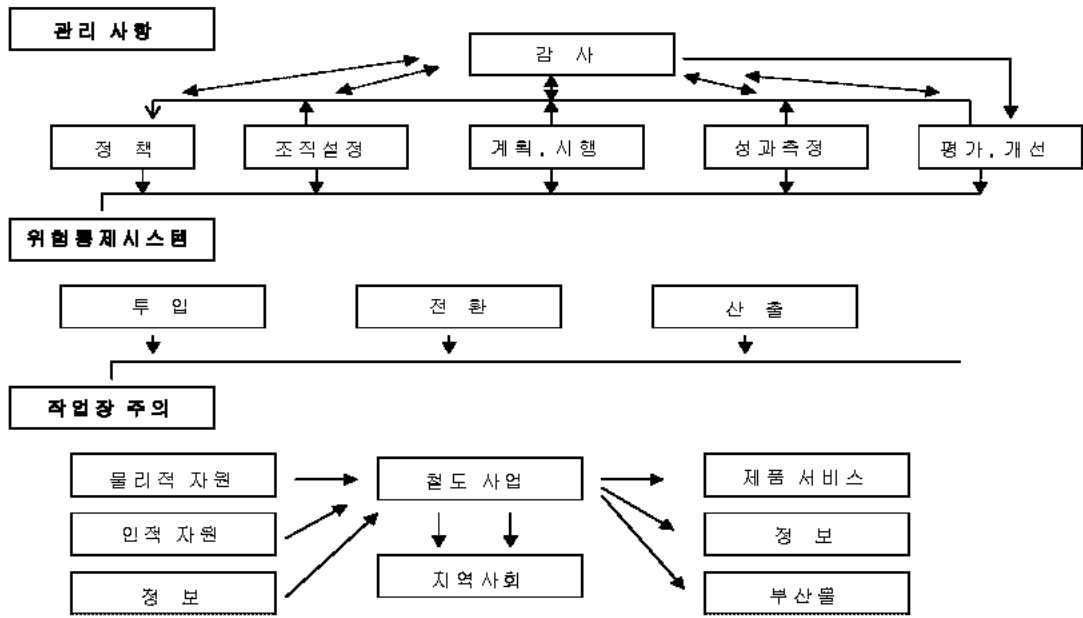 관리 사항
감 사
정 책
조직설정
계획, 시행
성과측정
평가, 개선
위험통제시스템
투 입
전 환
산 출
작업장 주의
물리적 자원
철도 사업
제품 서비스
인적 자원
정 보
지역사회
정 보
부산물